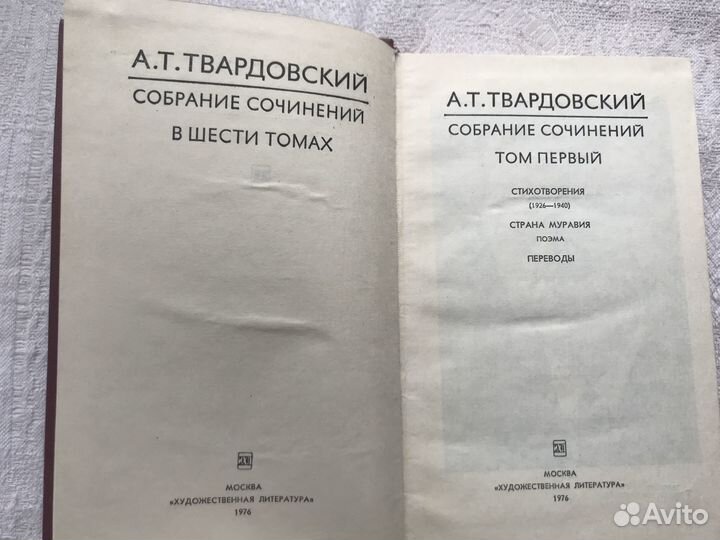 А.Т.ТВАРДОВСКИЙ
СОБРАНИЕ СОЧИНЕНИЙ
В ШЕСТИ ТОМАХ
МОСКВА
«ХУДОЖЕСТВЕННАЯ ЛИТЕРАТУРА»
1976
А.Т.ТВАРДОВСКИЙ
СОБРАНИЕ СОЧИНЕНИЙ
ТОМ ПЕРВЫЙ
СТИХОТВОРЕНИЯ
(1926—1940)
СТРАНА МУРАВИЯ
ПОЭМА
ПЕРЕВОДЫ
МОСКВА
«ХУДОЖЕСТВЕННАЯ ЛИТЕРАТУРА»
1976
Avito